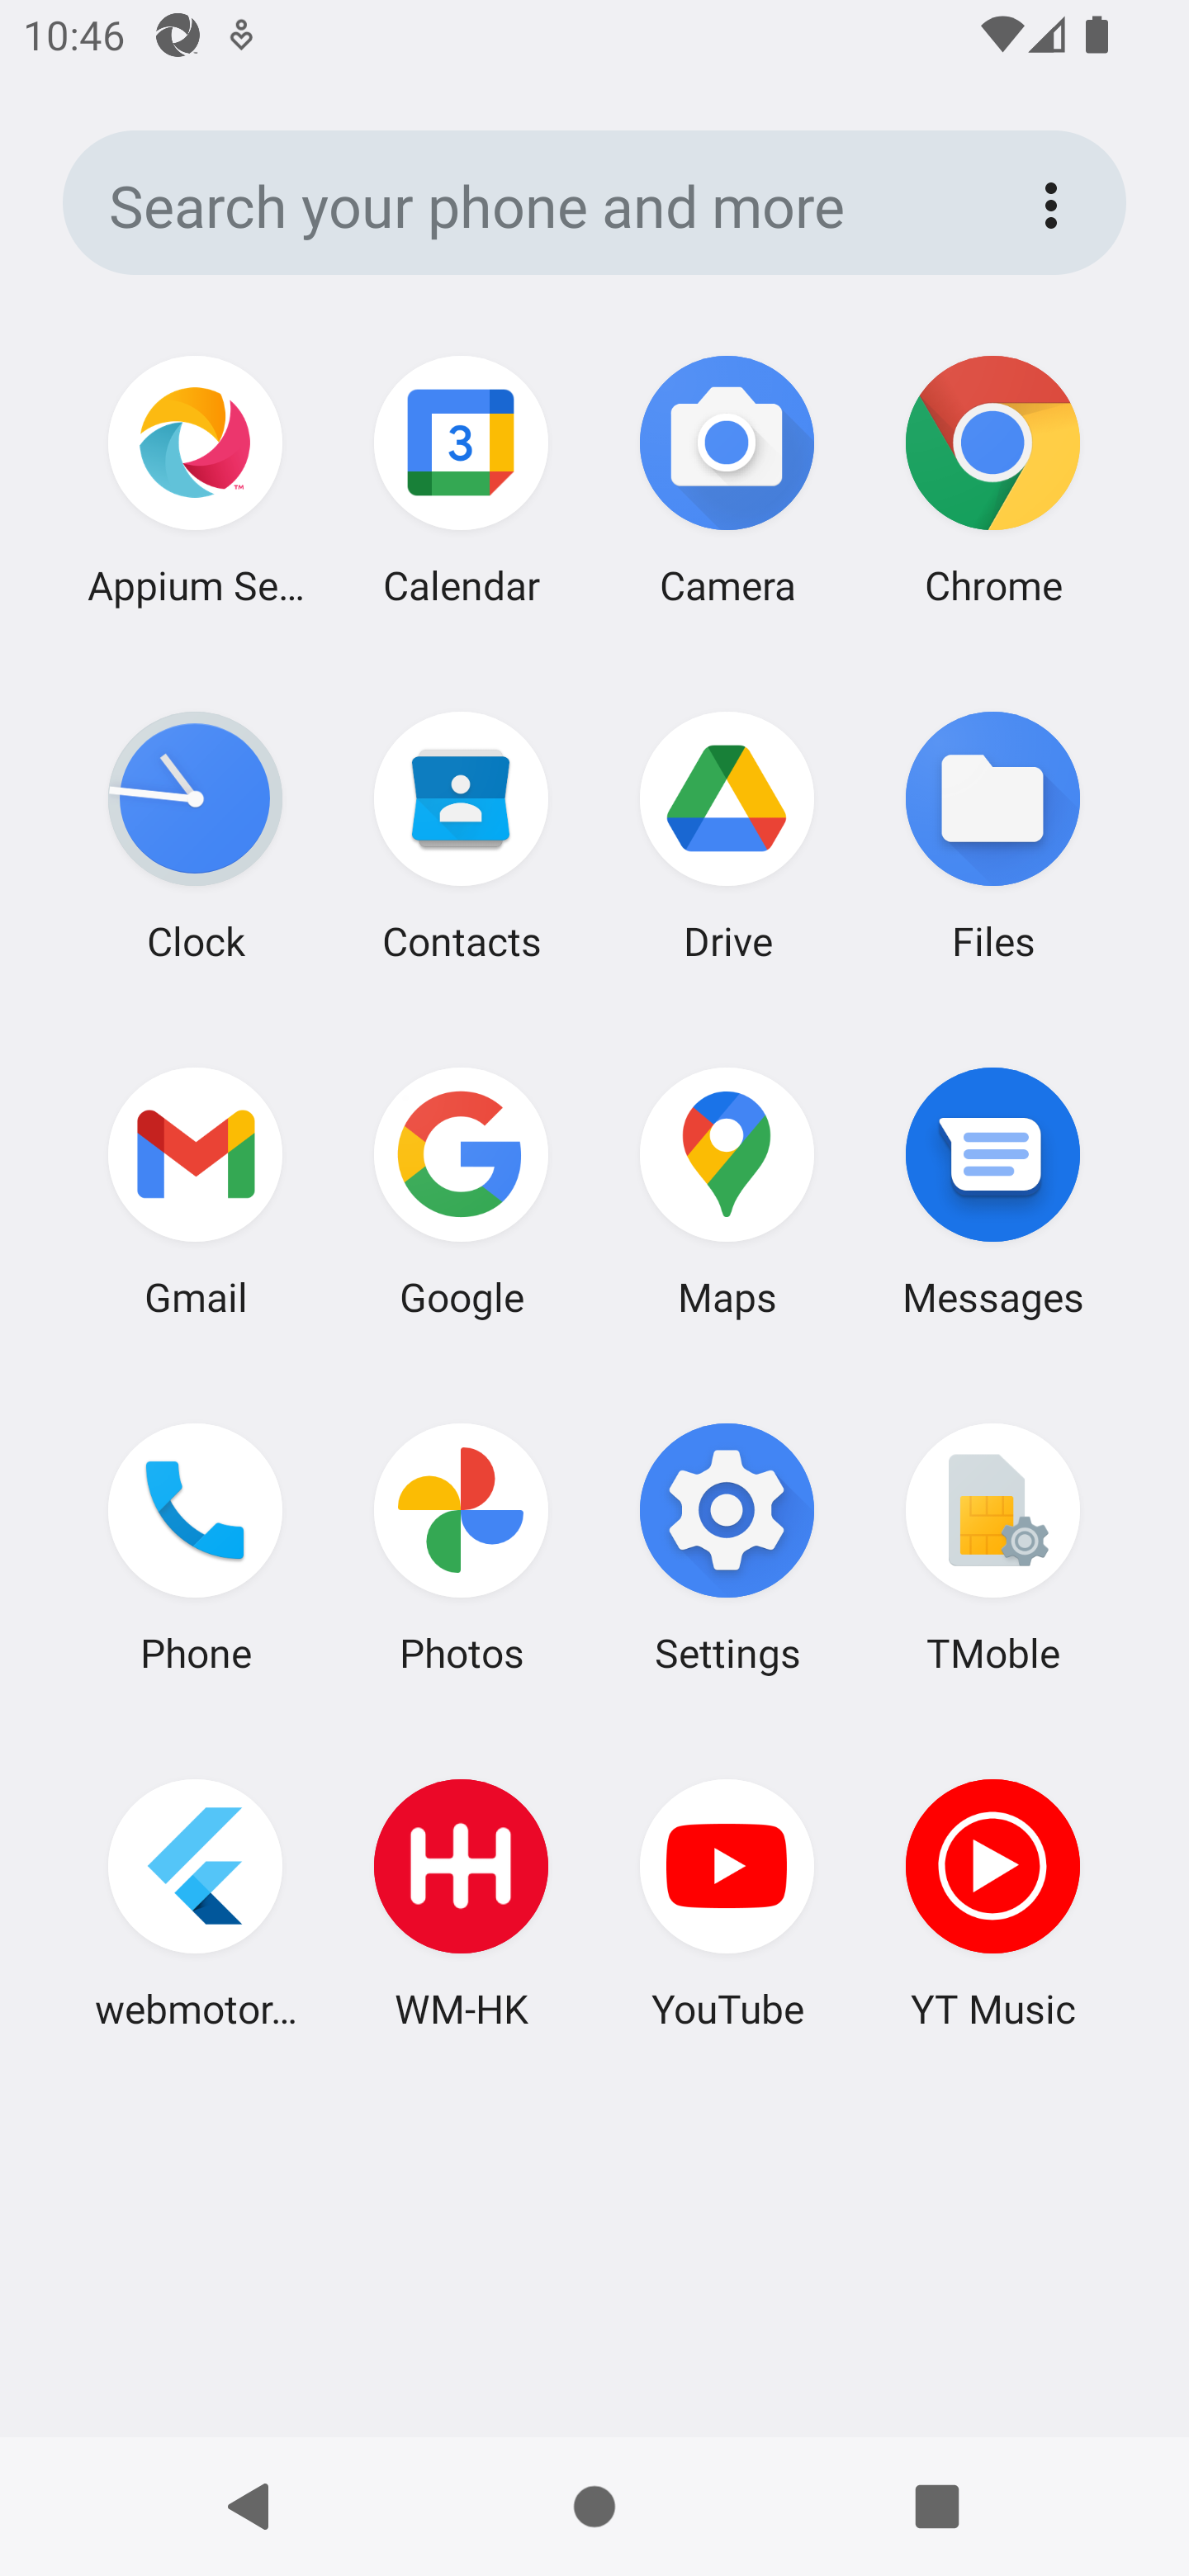 10:46
Search your phone and more
3
Appium Se... Calendar Camera Chrome
Clock Contacts Drive Files
Gmail Google Maps Messages
Phone Photos Settings TMoble
webmotor... WM-HK YouTube YT Music